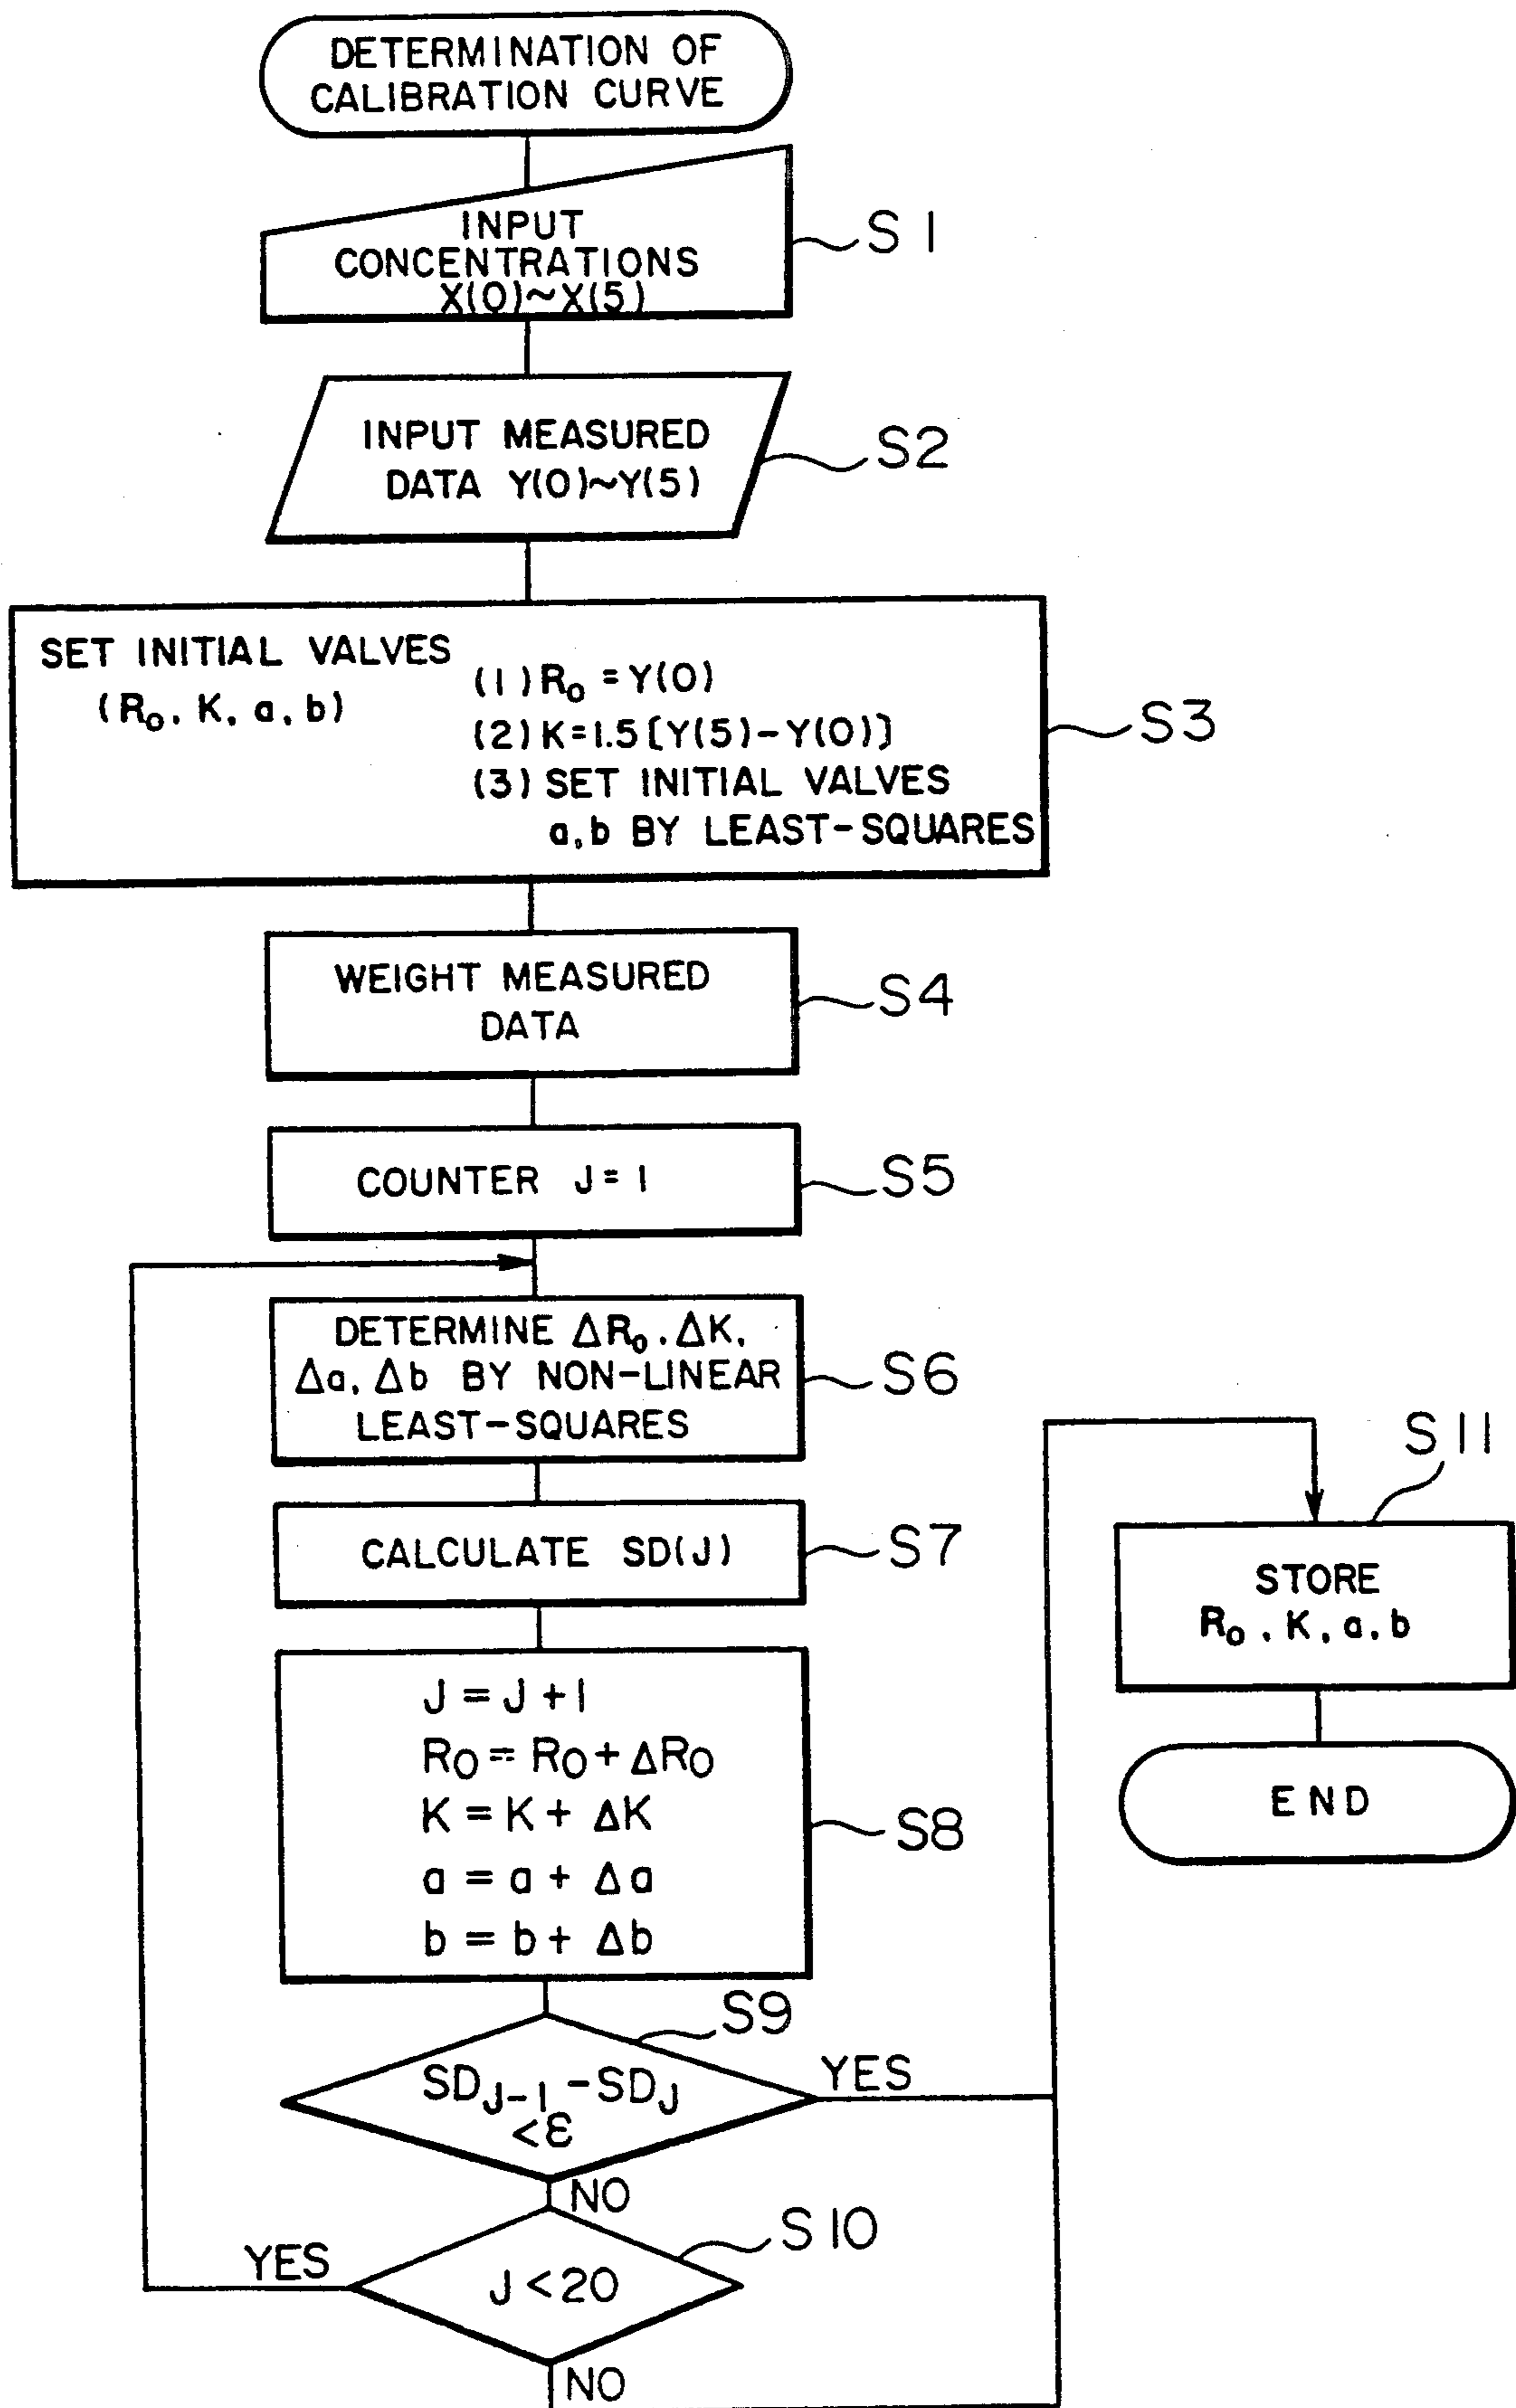 DETERMINATION OF
CALIBRATION CURVE
INPUT
CONCENTRATIONS
X(0)~X(5)
S1
INPUT MEASURED
DATA Y(0)~Y(5)
S2
SET INITIAL VALVES
(R₀, K, a, b)
(1) R₀ = Y(0)
(2) K=1.5[Y(5)-Y(0)]
(3) SET INITIAL VALVES
a, b BY LEAST-SQUARES
S3
WEIGHT MEASURED
DATA
S4
COUNTER J=1
S5
DETERMINE ΔR₀, ΔK,
Δa, Δb BY NON-LINEAR
LEAST-SQUARES
S6
CALCULATE SD(J)
S7
J = J+1
R₀ = R₀ + ΔR₀
K = K + ΔK
a = a + Δa
b = b + Δb
S8
S9
SD_{J-1} - SD_J
<ε
YES
NO
S10
J<20
YES
NO
S11
STORE
R₀, K, a, b
END